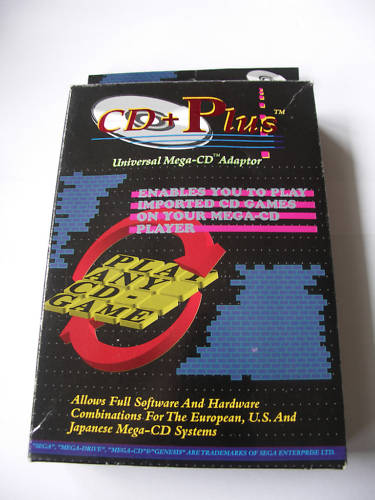 CD+Plus™
Universal Mega-CD™ Adaptor
ENABLES YOU TO PLAY
IMPORTED CD GAMES
ON YOUR MEGA-CD
PLAYER
PLAY
ANY
CD-
GAME
Allows Full Software And Hardware
Combinations For The European, U.S. And
Japanese Mega-CD Systems
"SEGA", "MEGA-DRIVE", "MEGA-CD"&"GENESIS" ARE TRADEMARKS OF SEGA ENTERPRISE LTD.